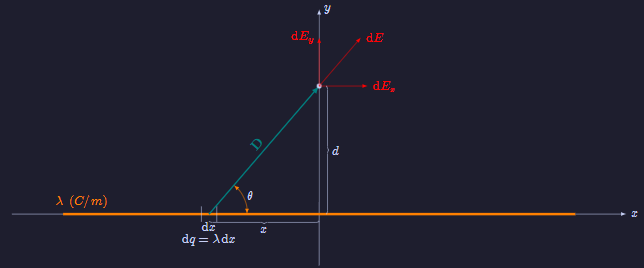 y
dE_y
dE
dE_x
D
d
λ (C/m)
θ
x
dx
x
dq = λdx